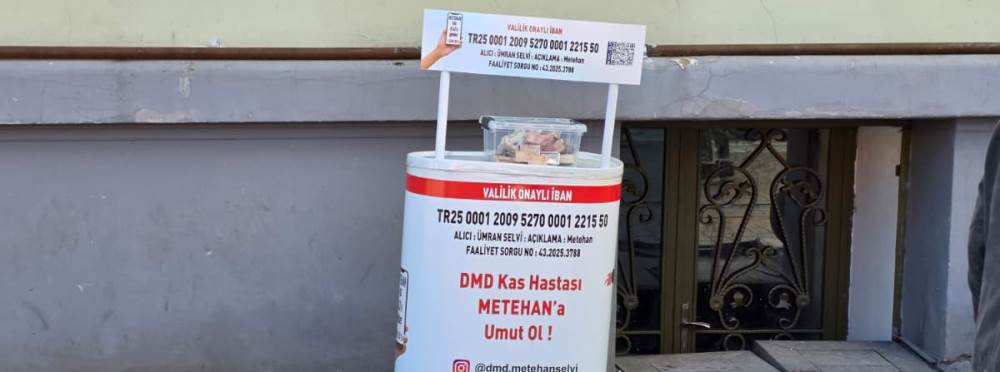 VALİLİK ONAYLI IBAN
TR25 0001 2009 5270 0001 2215 50
ALICI : ÜMRAN SELVİ : AÇIKLAMA : Metehan
FAALİYET SORGU NO : 43.2025.3788
VALİLİK ONAYLI İBAN
TR25 0001 2009 5270 0001 2215 50
ALICI : ÜMRAN SELVİ : AÇIKLAMA : Metehan
FAALİYET SORGU NO : 43.2025.3788
DMD Kas Hastası
METEHAN'a
Umut Ol !
@dmd.metehanselvi